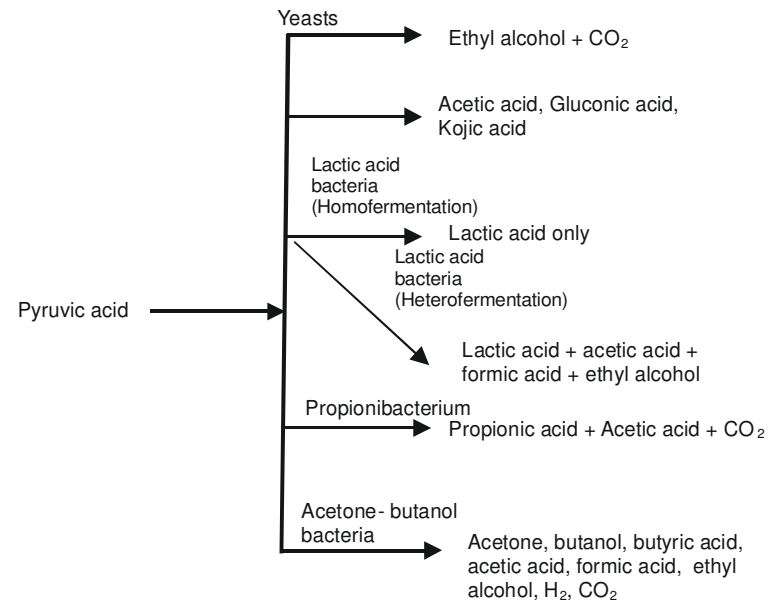 Yeasts
Ethyl alcohol + CO₂
Acetic acid, Gluconic acid,
Kojic acid
Lactic acid
bacteria
(Homofermentation)
Lactic acid only
Lactic acid
bacteria
(Heterofermentation)
Pyruvic acid
Lactic acid + acetic acid +
formic acid + ethyl alcohol
Propionibacterium
Propionic acid + Acetic acid + CO₂
Acetone- butanol
bacteria
Acetone, butanol, butyric acid,
acetic acid, formic acid, ethyl
alcohol, H₂, CO₂